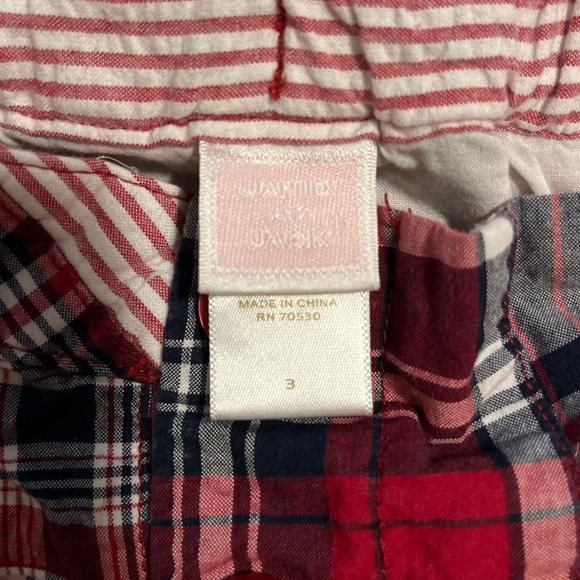 JANIE
AND
JACK
MADE IN CHINA
RN 70530
3